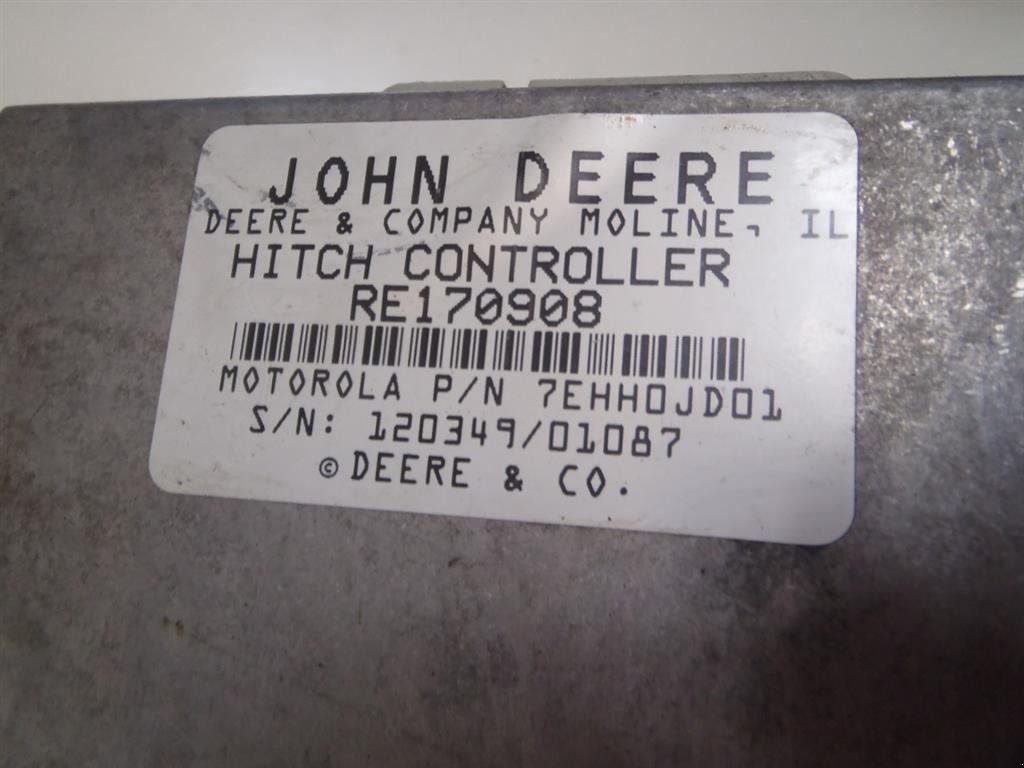 JOHN DEERE
DEERE & COMPANY MOLINE, IL
HITCH CONTROLLER
RE170908
MOTOROLA P/N 7EHH0JD01
S/N: 120349/01087
© DEERE & CO.